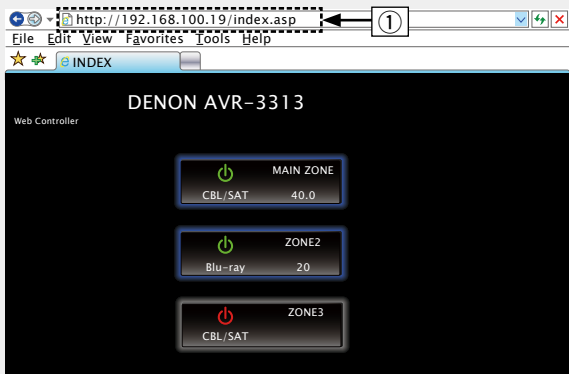 http://192.168.100.19/index.asp
①
File Edit View Favorites Tools Help
INDEX
DENON AVR-3313
Web Controller
MAIN ZONE
CBL/SAT 40.0
ZONE2
Blu-ray 20
ZONE3
CBL/SAT